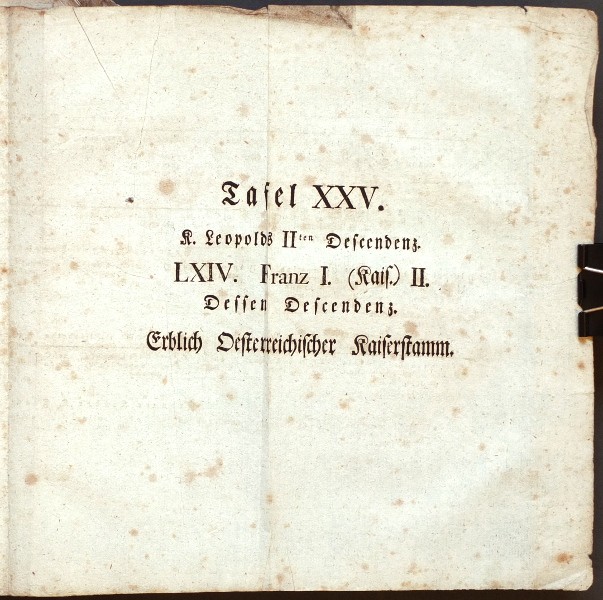 Tafel XXV.
K. Leopolds IIten Descendenz.
LXIV. Franz I. (Kais.) II.
Dessen Descendenz.
Erblich Oesterreichischer Kaiserstamm.